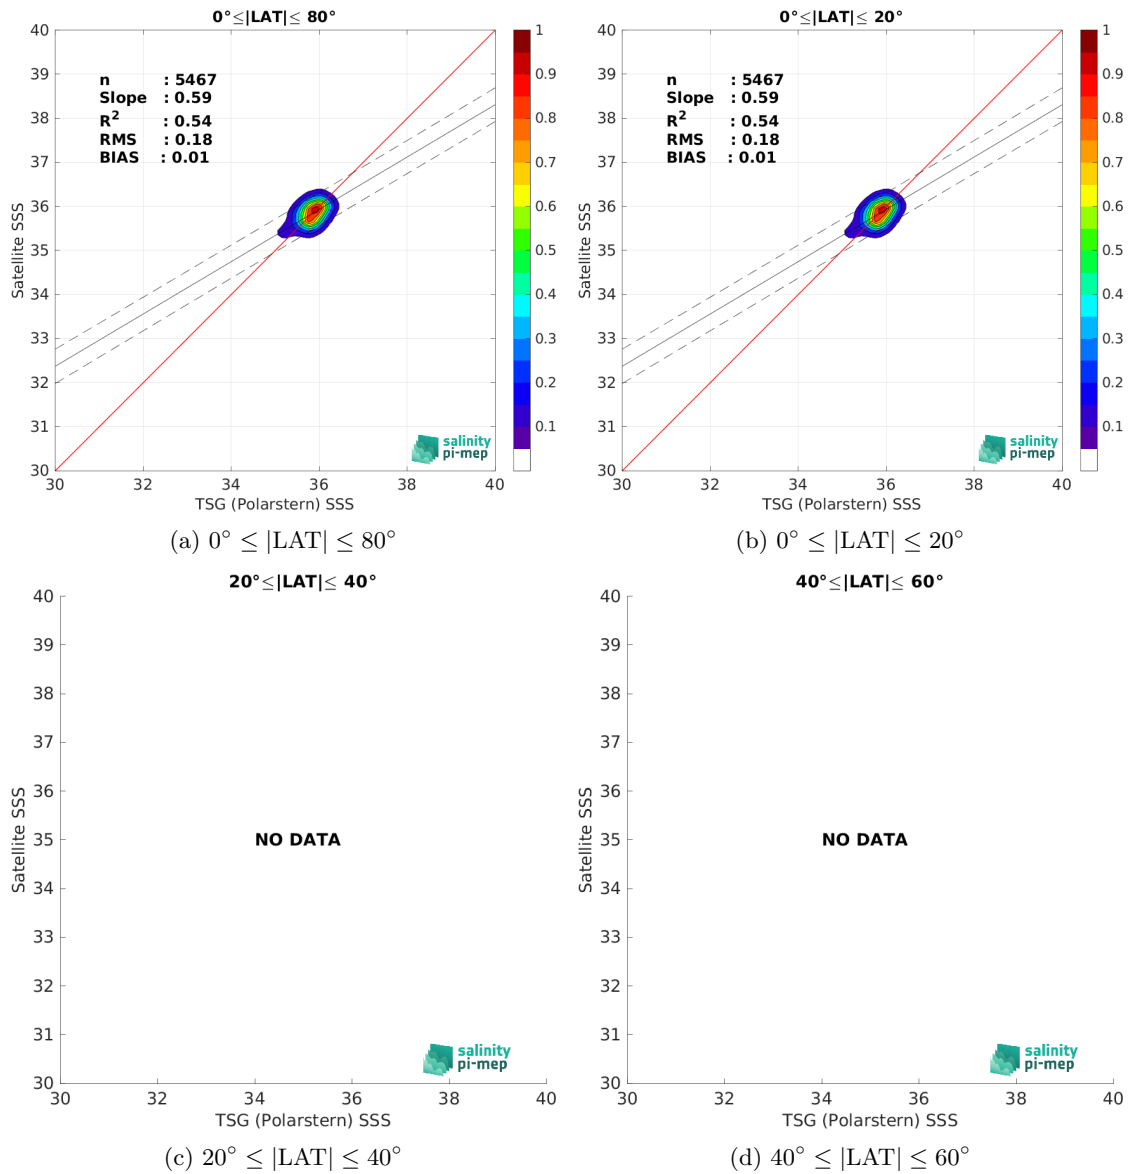 0°≤|LAT|≤ 80°
40
39
38
37
36
35
34
33
32
31
30
Satellite SSS
n : 5467
Slope : 0.59
R² : 0.54
RMS : 0.18
BIAS : 0.01
salinity
pi-mep
30 32 34 36 38 40
TSG (Polarstern) SSS
1
0.9
0.8
0.7
0.6
0.5
0.4
0.3
0.2
0.1
(a) 0° ≤ |LAT| ≤ 80°
0°≤|LAT|≤ 20°
40
39
38
37
36
35
34
33
32
31
30
Satellite SSS
n : 5467
Slope : 0.59
R² : 0.54
RMS : 0.18
BIAS : 0.01
salinity
pi-mep
30 32 34 36 38 40
TSG (Polarstern) SSS
1
0.9
0.8
0.7
0.6
0.5
0.4
0.3
0.2
0.1
(b) 0° ≤ |LAT| ≤ 20°
20°≤|LAT|≤ 40°
40
39
38
37
36
35
34
33
32
31
30
Satellite SSS
NO DATA
salinity
pi-mep
30 32 34 36 38 40
TSG (Polarstern) SSS
(c) 20° ≤ |LAT| ≤ 40°
40°≤|LAT|≤ 60°
40
39
38
37
36
35
34
33
32
31
30
Satellite SSS
NO DATA
salinity
pi-mep
30 32 34 36 38 40
TSG (Polarstern) SSS
(d) 40° ≤ |LAT| ≤ 60°